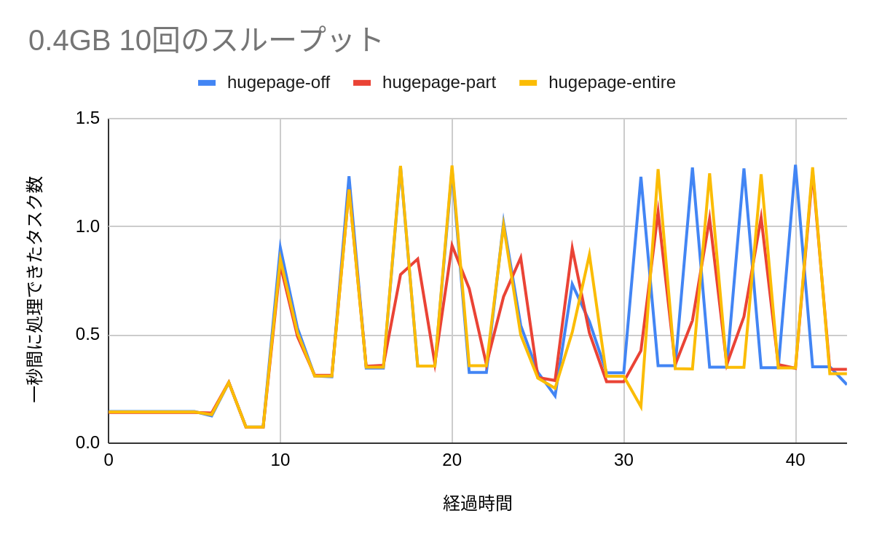 0.4GB 10回のスループット
hugepage-off hugepage-part hugepage-entire
一秒間に処理できたタスク数
1.5
1.0
0.5
0.0
0 10 20 30 40
経過時間